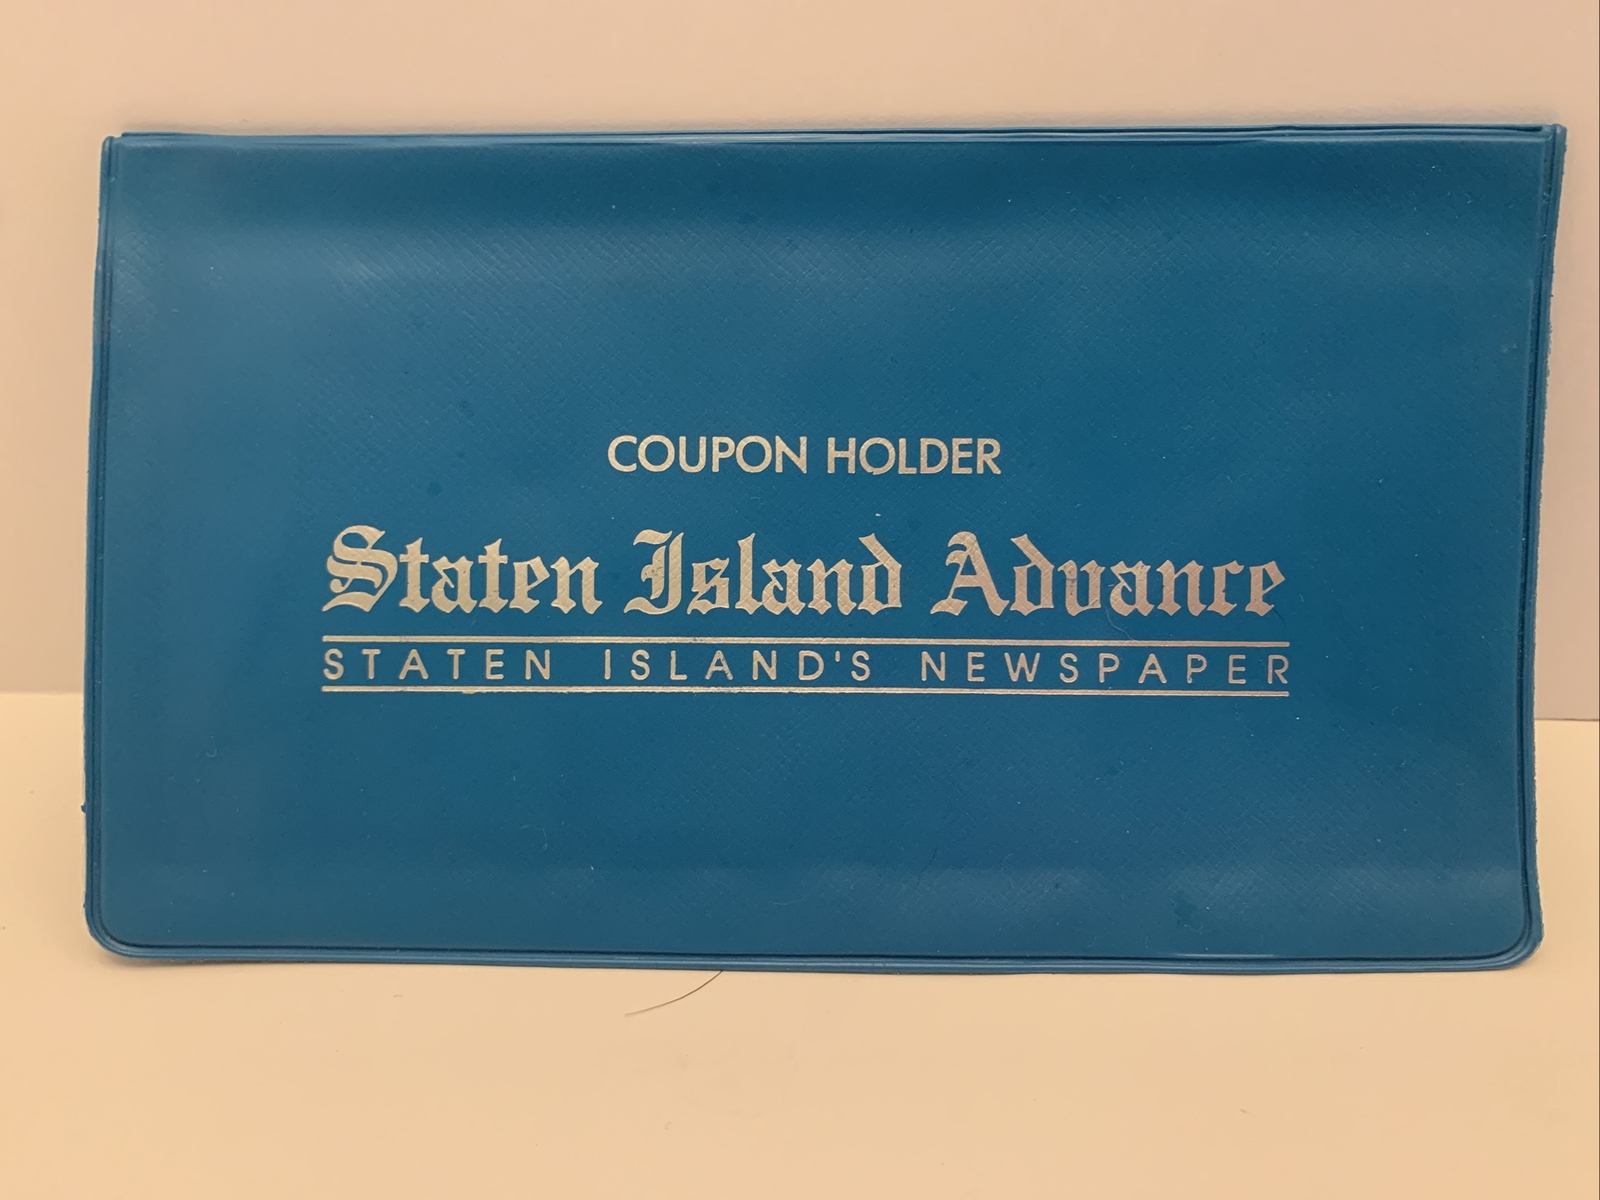 COUPON HOLDER
Staten Island Advance
STATEN ISLAND'S NEWSPAPER